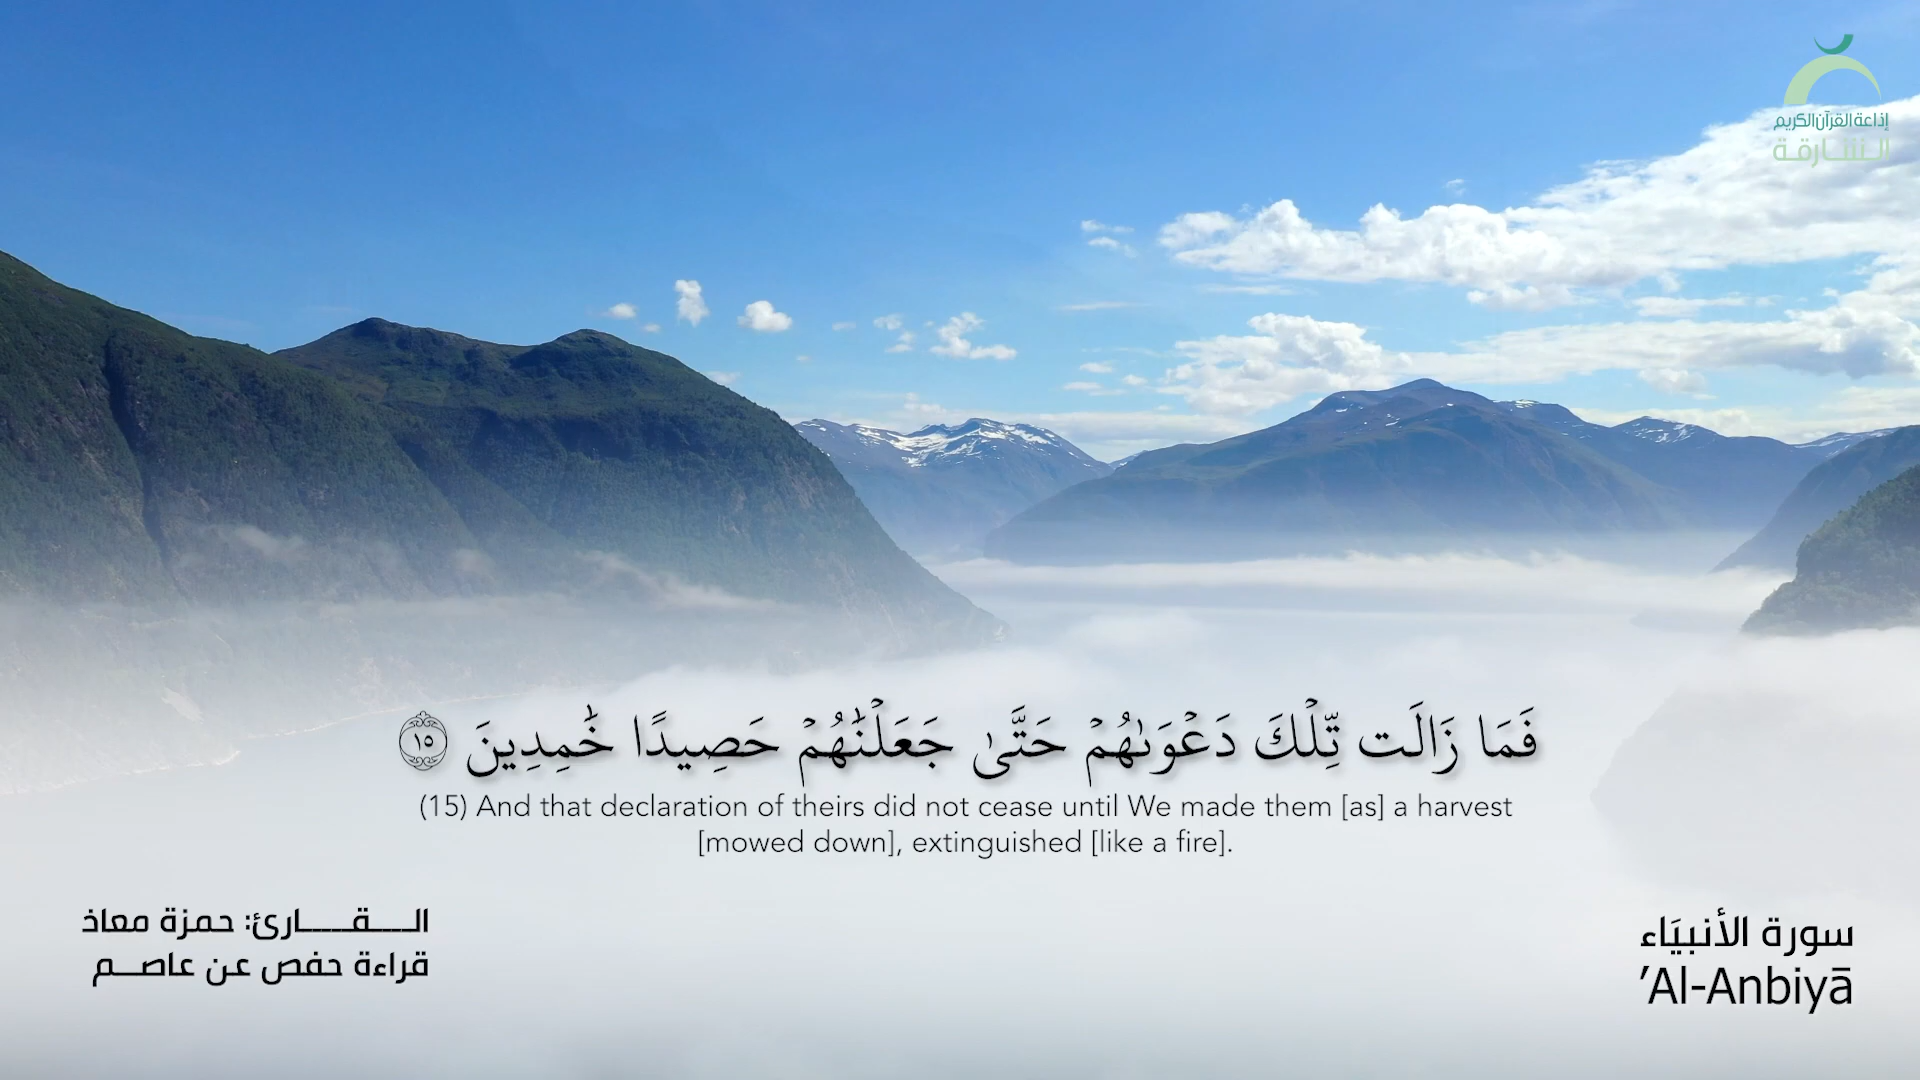 إذاعة القرآن الكريم
الشارقة
فَمَا زَالَت تِّلْكَ دَعْوَىٰهُمْ حَتَّىٰ جَعَلْنَٰهُمْ حَصِيدًا خَٰمِدِينَ ١٥
(15) And that declaration of theirs did not cease until We made them [as] a harvest
[mowed down], extinguished [like a fire].
القارئ: حمزة معاذ
قراءة حفص عن عاصم
سورة الأنبيَاء
’Al-Anbiyā